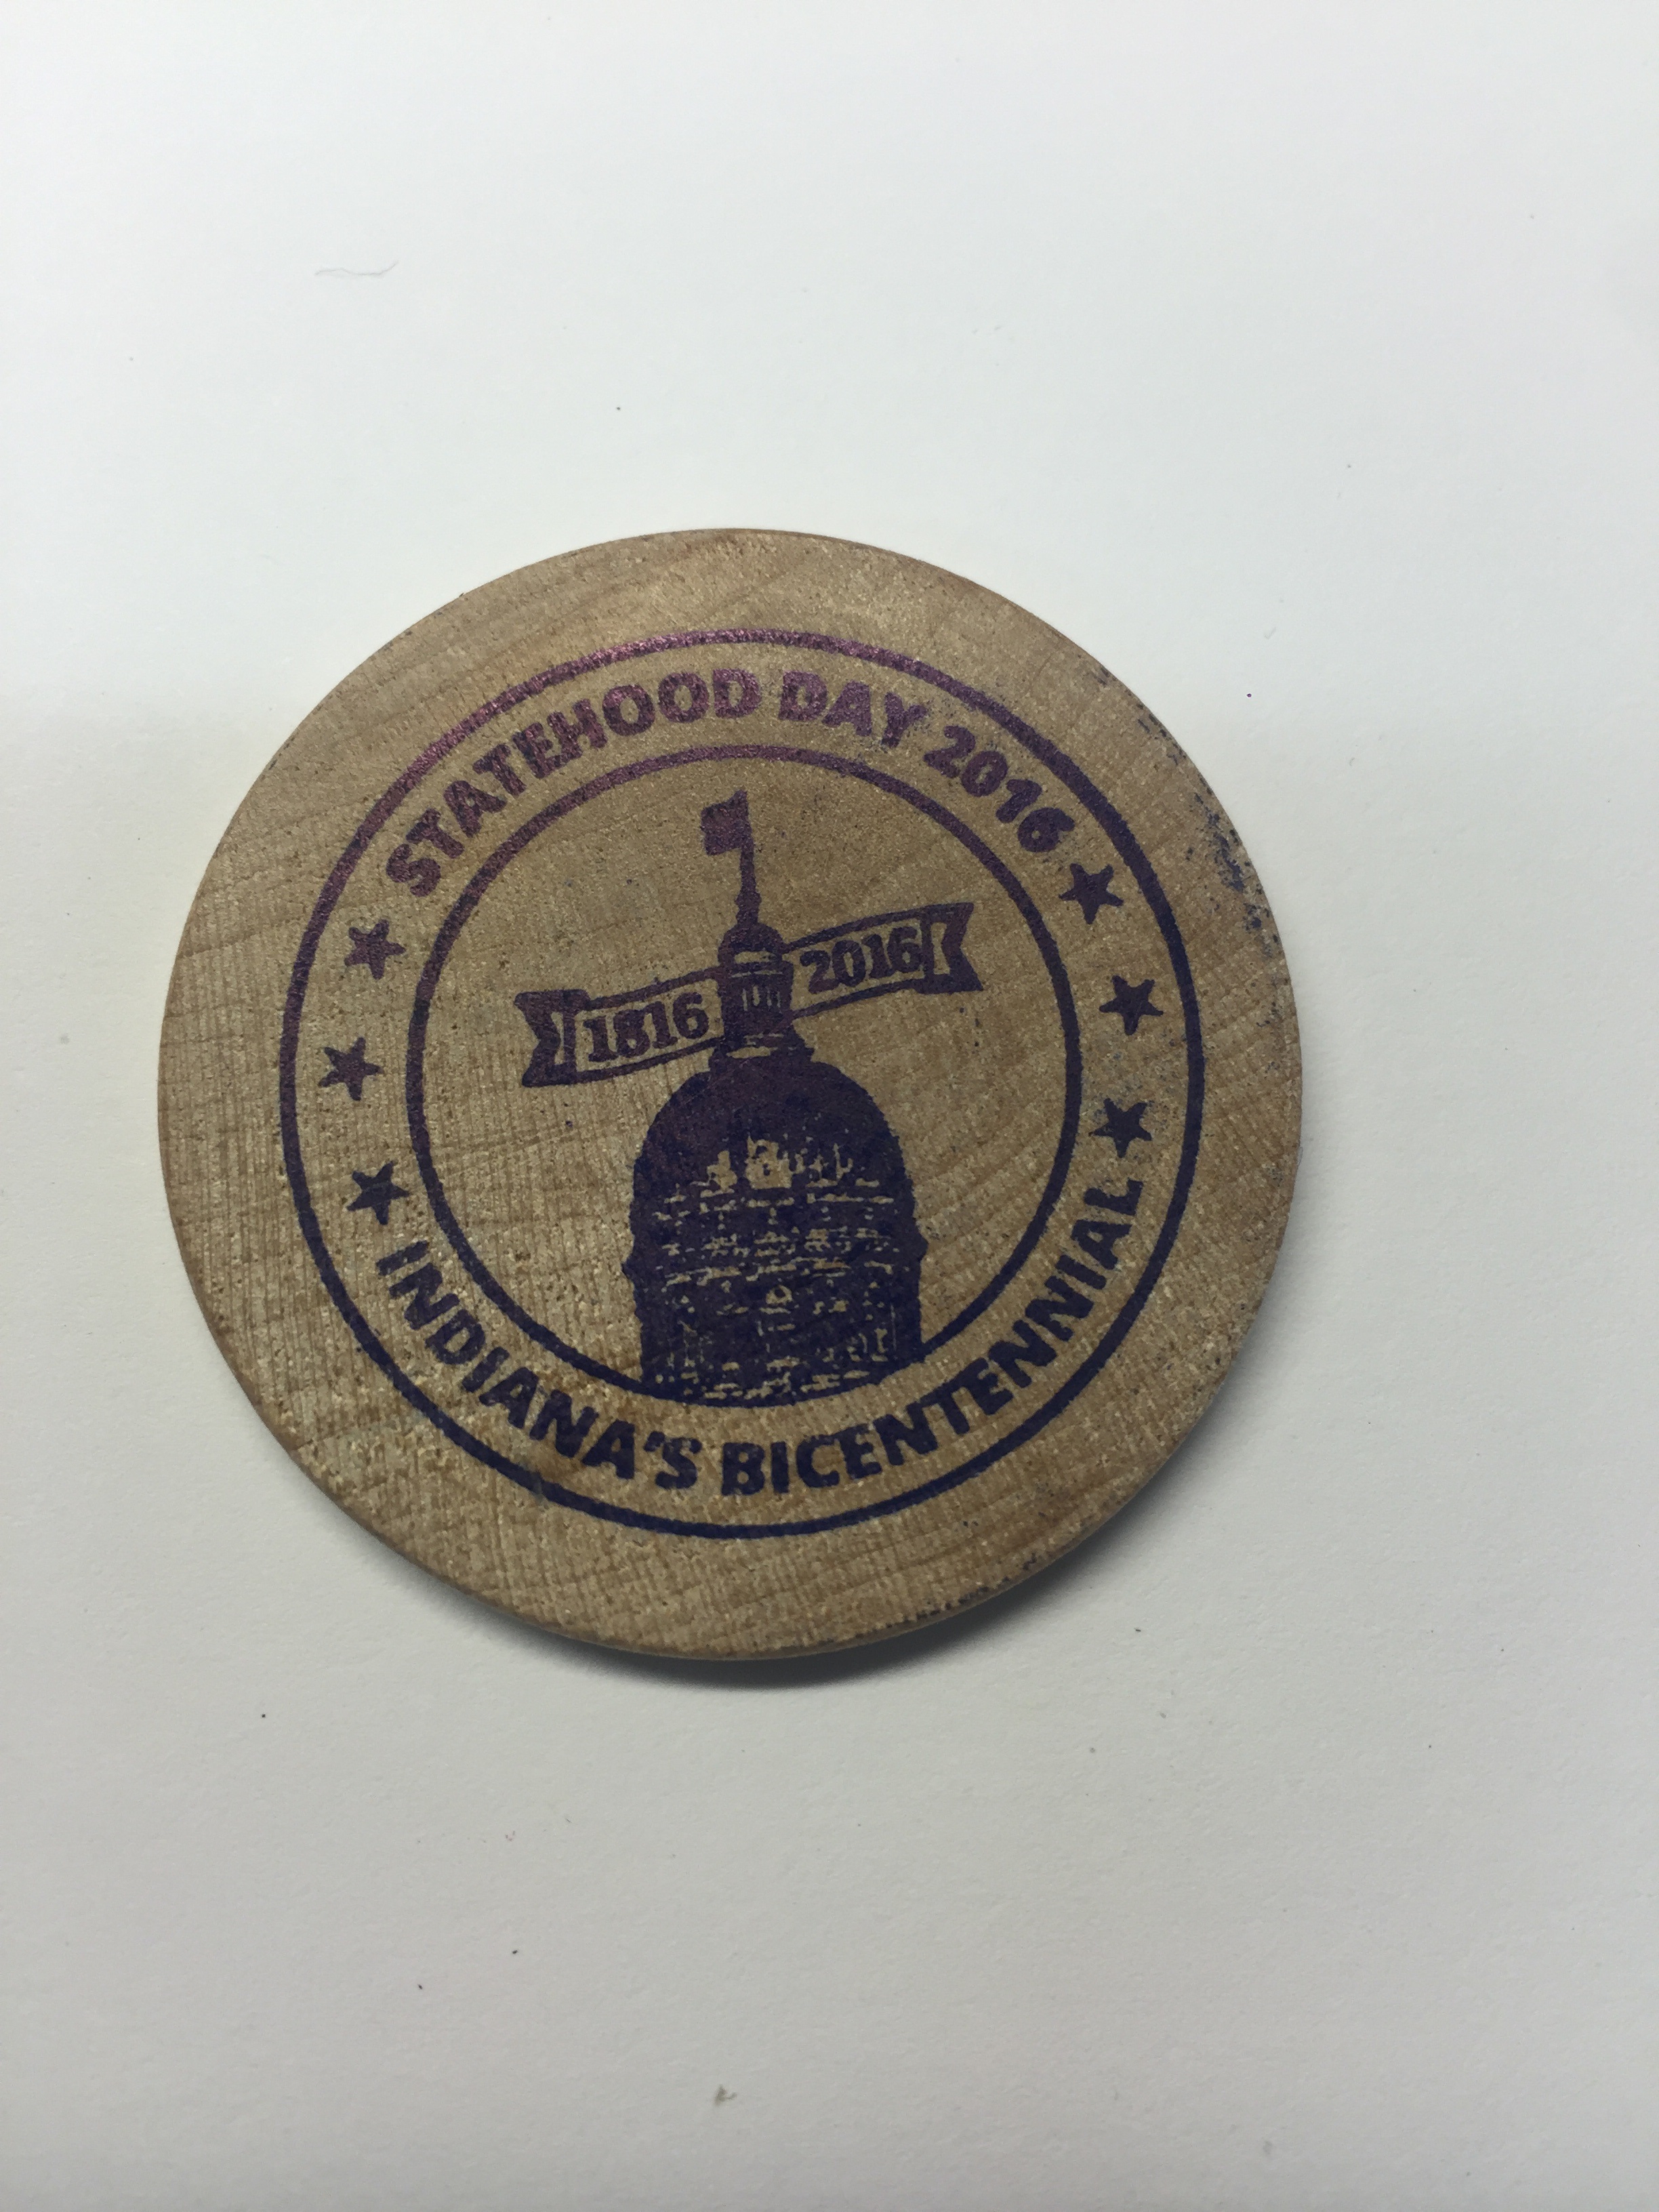 STATEHOOD DAY 2016
1816 2016
INDIANA'S BICENTENNIAL